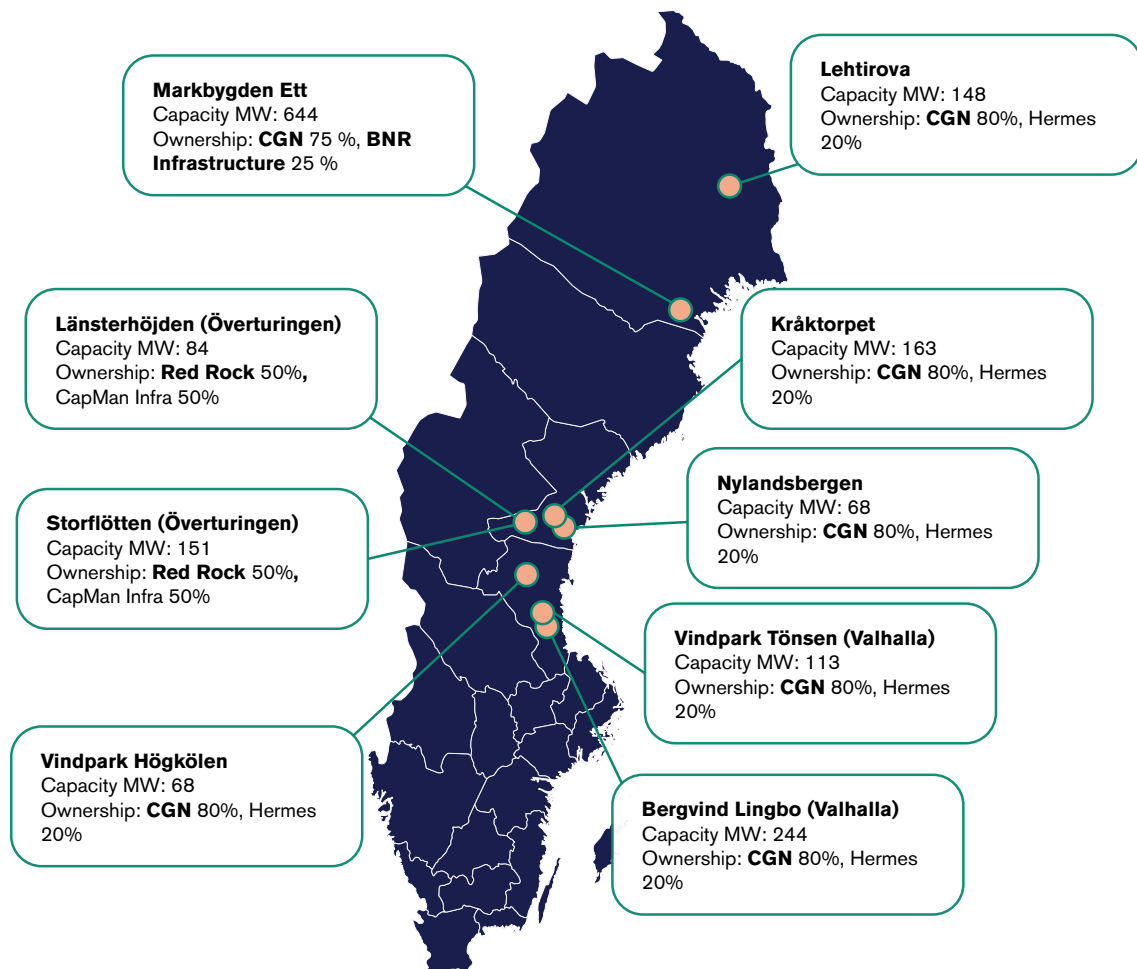 Markbygden Ett
Capacity MW: 644
Ownership: CGN 75 %, BNR
Infrastructure 25 %
Lehtirova
Capacity MW: 148
Ownership: CGN 80%, Hermes
20%
Länsterhöjden (Överturingen)
Capacity MW: 84
Ownership: Red Rock 50%,
CapMan Infra 50%
Kråktorpet
Capacity MW: 163
Ownership: CGN 80%, Hermes
20%
Storflötten (Överturingen)
Capacity MW: 151
Ownership: Red Rock 50%,
CapMan Infra 50%
Nylandsbergen
Capacity MW: 68
Ownership: CGN 80%, Hermes
20%
Vindpark Tönsen (Valhalla)
Capacity MW: 113
Ownership: CGN 80%, Hermes
20%
Vindpark Högkölen
Capacity MW: 68
Ownership: CGN 80%, Hermes
20%
Bergvind Lingbo (Valhalla)
Capacity MW: 244
Ownership: CGN 80%, Hermes
20%